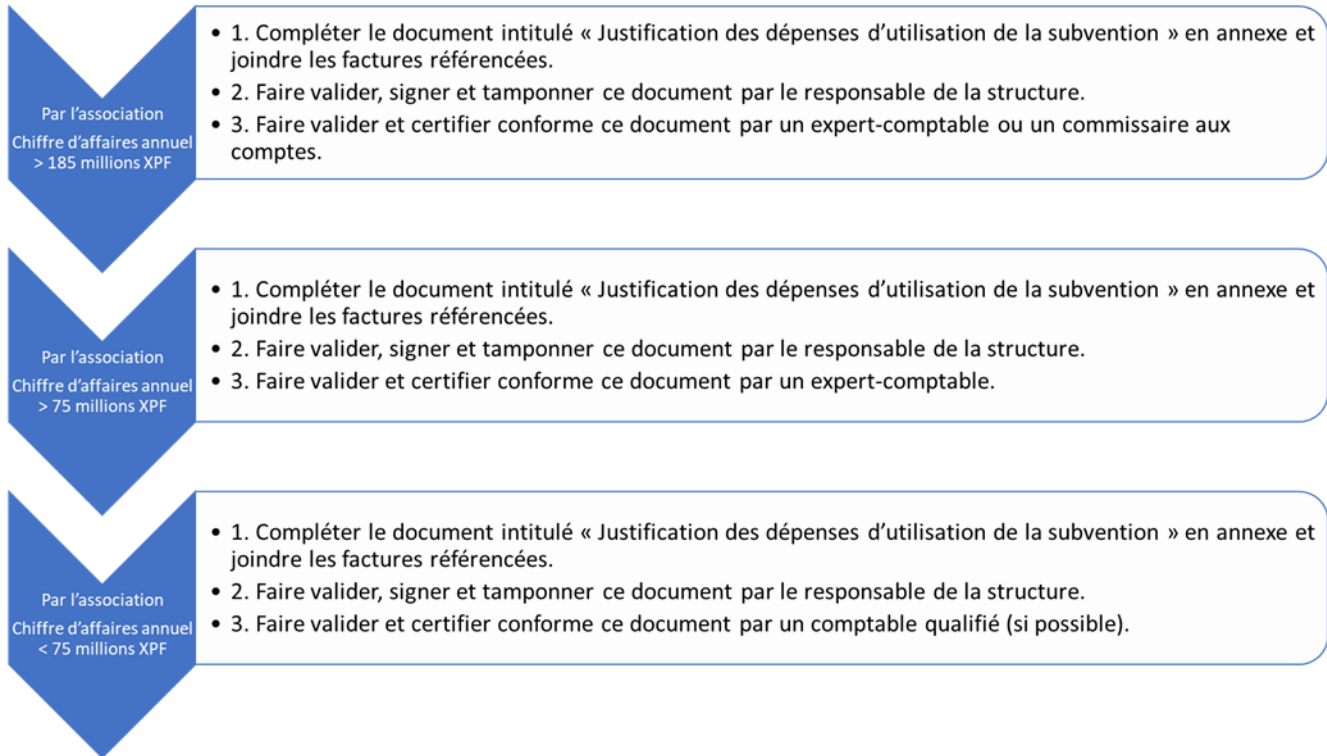 Par l’association
Chiffre d’affaires annuel
> 185 millions XPF
• 1. Compléter le document intitulé « Justification des dépenses d’utilisation de la subvention » en annexe et
joindre les factures référencées.
• 2. Faire valider, signer et tamponner ce document par le responsable de la structure.
• 3. Faire valider et certifier conforme ce document par un expert-comptable ou un commissaire aux
comptes.
Par l’association
Chiffre d’affaires annuel
> 75 millions XPF
• 1. Compléter le document intitulé « Justification des dépenses d’utilisation de la subvention » en annexe et
joindre les factures référencées.
• 2. Faire valider, signer et tamponner ce document par le responsable de la structure.
• 3. Faire valider et certifier conforme ce document par un expert-comptable.
Par l’association
Chiffre d’affaires annuel
< 75 millions XPF
• 1. Compléter le document intitulé « Justification des dépenses d’utilisation de la subvention » en annexe et
joindre les factures référencées.
• 2. Faire valider, signer et tamponner ce document par le responsable de la structure.
• 3. Faire valider et certifier conforme ce document par un comptable qualifié (si possible).